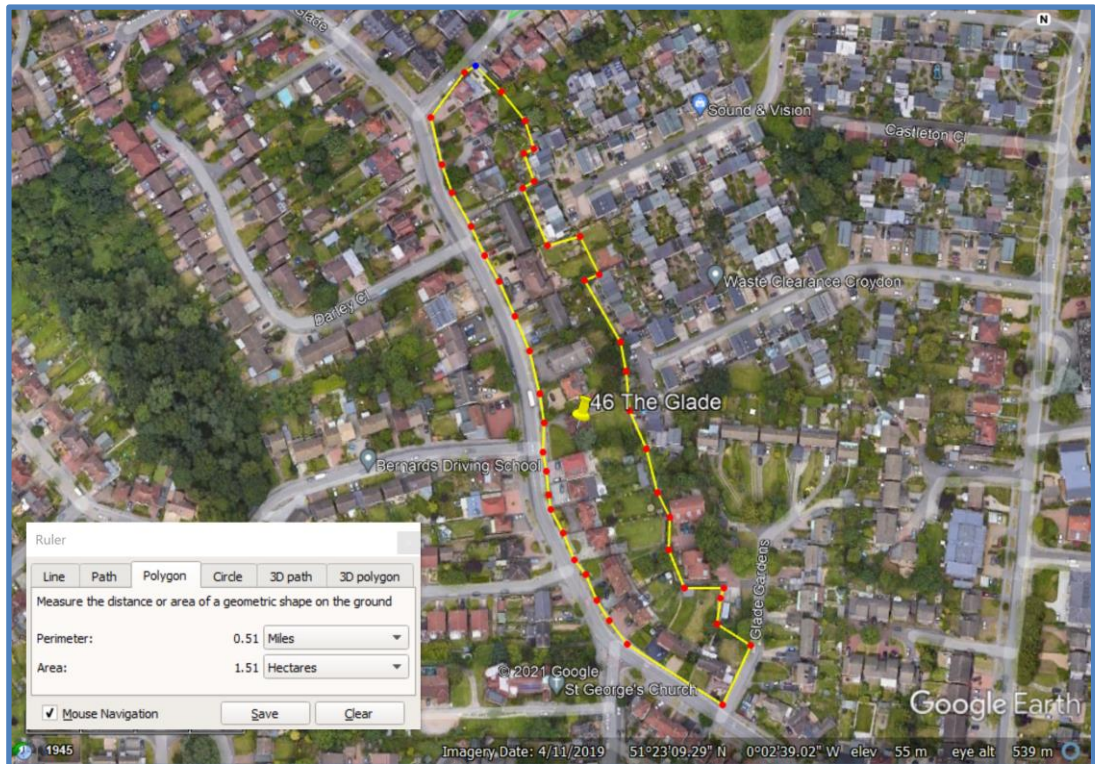 Glade
N
Sound & Vision
Castleton Cl
Waste Clearance Croydon
Darley Cl
46 The Glade
Bernards Driving School
Glade Gardens
Ruler
Line Path Polygon Circle 3D path 3D polygon
Measure the distance or area of a geometric shape on the ground
Perimeter: 0.51 Miles
Area: 1.51 Hectares
Mouse Navigation Save Clear
© 2021 Google
St George's Church
Google Earth
1945
Imagery Date: 4/11/2019 51°23'09.29" N 0°02'39.02" W elev 55 m eye alt 539 m